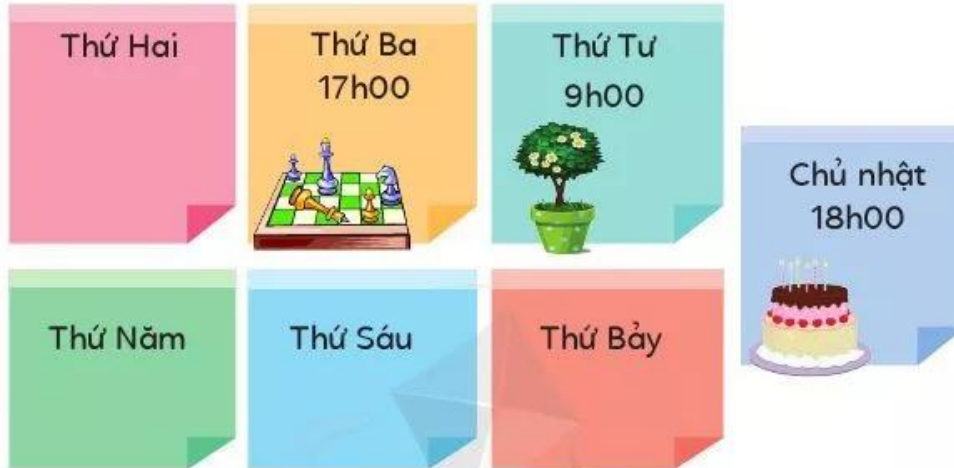 Thứ Hai
Thứ Ba
17h00
Thứ Tư
9h00
Thứ Năm
Thứ Sáu
Thứ Bảy
Chủ nhật
18h00